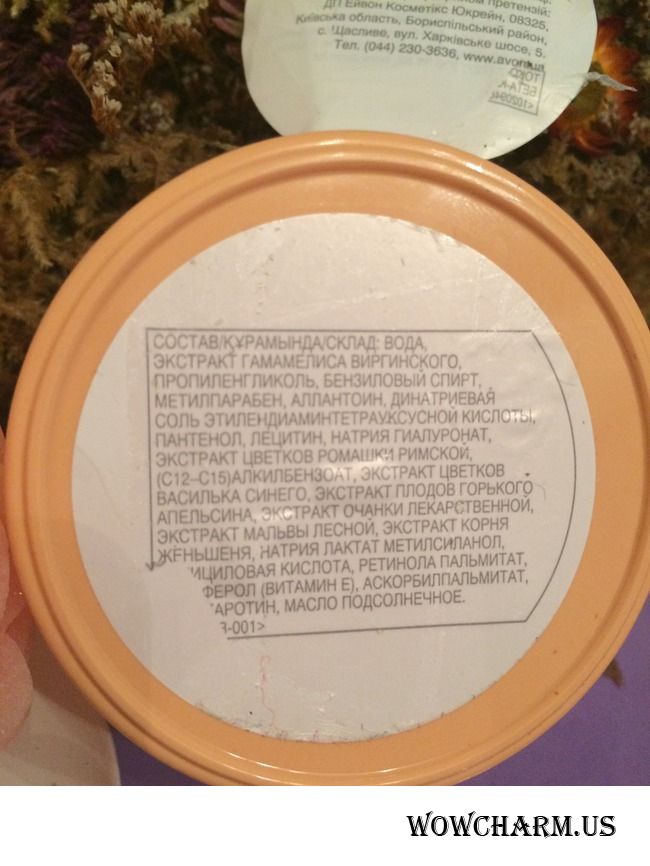 ном претензій:
ДП Ейвон Косметікс Юкрейн, 08325,
Київська область, Бориспільський район,
с. Щасливе, вул. Харківське шосе, 5.
Тел. (044) 230-3636, www.avon.ua
СОСТАВ/ҚҰРАМЫНДА/СКЛАД: ВОДА,
ЭКСТРАКТ ГАМАМЕЛИСА ВИРГИНСКОГО,
ПРОПИЛЕНГЛИКОЛЬ, БЕНЗИЛОВЫЙ СПИРТ,
МЕТИЛПАРАБЕН, АЛЛАНТОИН, ДИНАТРИЕВАЯ
СОЛЬ ЭТИЛЕНДИАМИНТЕТРАУКСУСНОЙ КИСЛОТЫ,
ПАНТЕНОЛ, ЛЕЦИТИН, НАТРИЯ ГИАЛУРОНАТ,
ЭКСТРАКТ ЦВЕТКОВ РОМАШКИ РИМСКОЙ,
(C12–C15)АЛКИЛБЕНЗОАТ, ЭКСТРАКТ ЦВЕТКОВ
ВАСИЛЬКА СИНЕГО, ЭКСТРАКТ ПЛОДОВ ГОРЬКОГО
АПЕЛЬСИНА, ЭКСТРАКТ ОЧАНКИ ЛЕКАРСТВЕННОЙ,
ЭКСТРАКТ МАЛЬВЫ ЛЕСНОЙ, ЭКСТРАКТ КОРНЯ
ЖЕНЬШЕНЯ, НАТРИЯ ЛАКТАТ МЕТИЛСИЛАНОЛ,
ИЦИЛОВАЯ КИСЛОТА, РЕТИНОЛА ПАЛЬМИТАТ,
ФЕРОЛ (ВИТАМИН Е), АСКОРБИЛПАЛЬМИТАТ,
АРОТИН, МАСЛО ПОДСОЛНЕЧНОЕ.
-001>
WOWCHARM.US